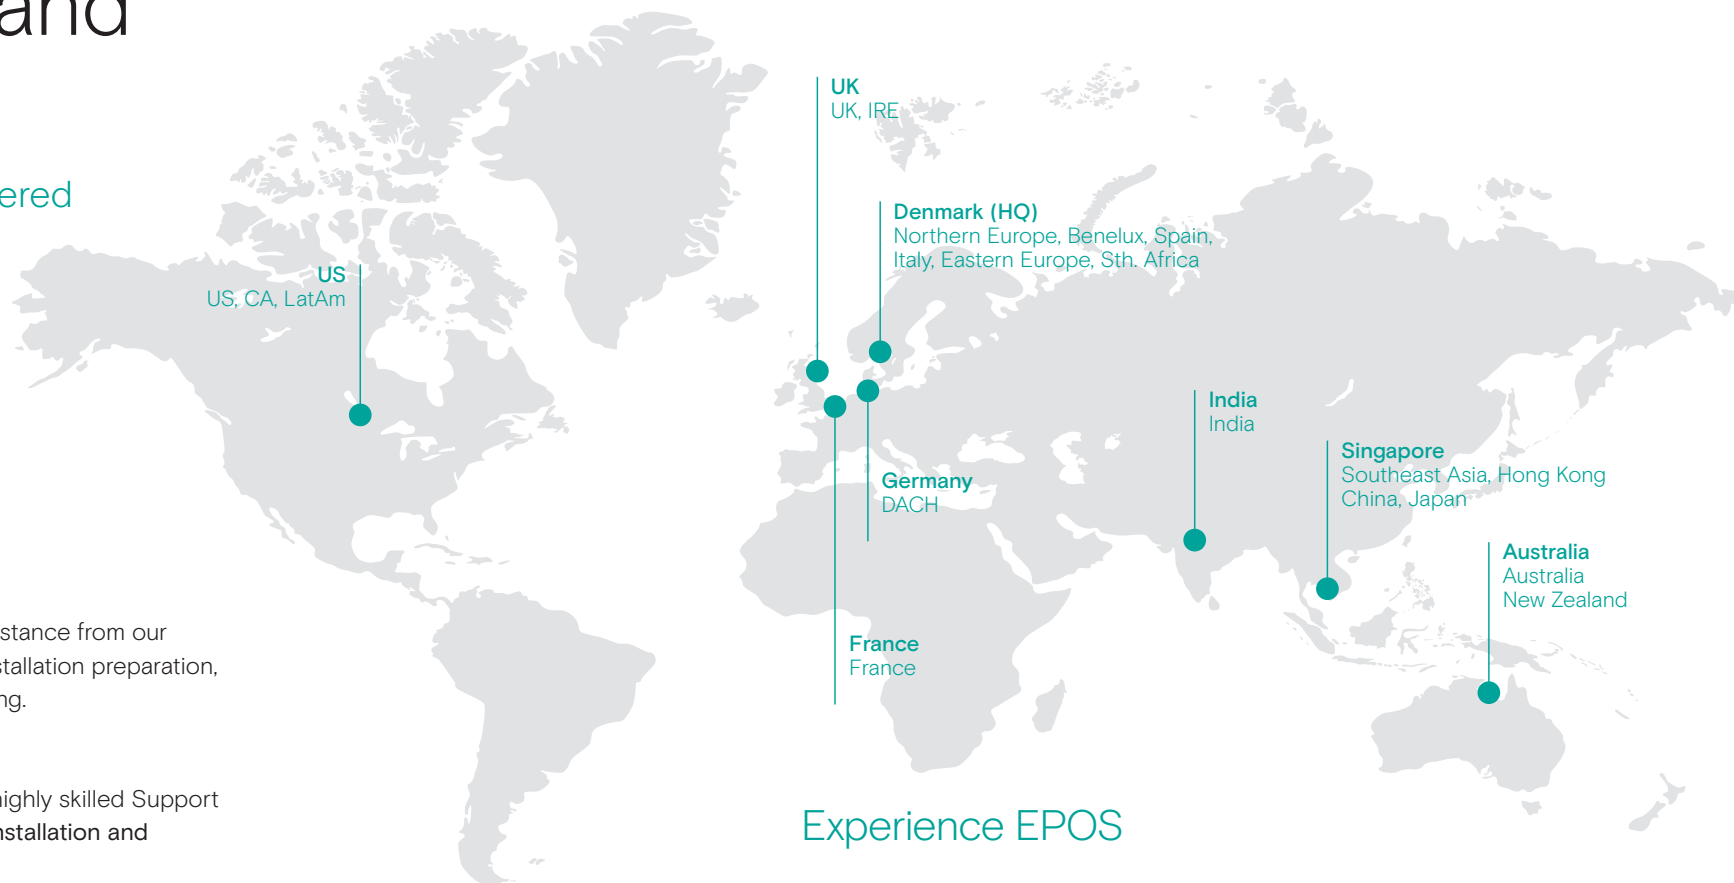 and
ered
UK
UK, IRE
Denmark (HQ)
Northern Europe, Benelux, Spain,
Italy, Eastern Europe, Sth. Africa
US
US, CA, LatAm
India
India
Singapore
Southeast Asia, Hong Kong
China, Japan
Germany
DACH
Australia
Australia
New Zealand
France
France
stance from our
stallation preparation,
ng.
highly skilled Support
nstallation and
Experience EPOS